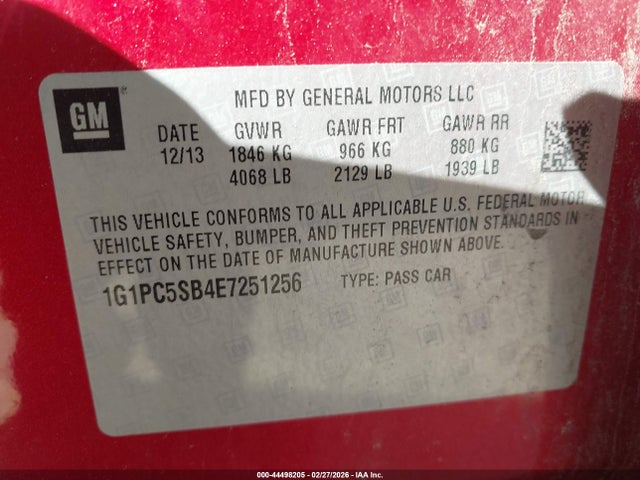 GM
MFD BY GENERAL MOTORS LLC
DATE GVWR GAWR FRT GAWR RR
12/13 1846 KG 966 KG 880 KG
4068 LB 2129 LB 1939 LB
THIS VEHICLE CONFORMS TO ALL APPLICABLE U.S. FEDERAL MOTOR
VEHICLE SAFETY, BUMPER, AND THEFT PREVENTION STANDARDS IN
EFFECT ON THE DATE OF MANUFACTURE SHOWN ABOVE.
1G1PC5SB4E7251256 TYPE: PASS CAR
000-44498205 - 02/27/2026 - IAA Inc.